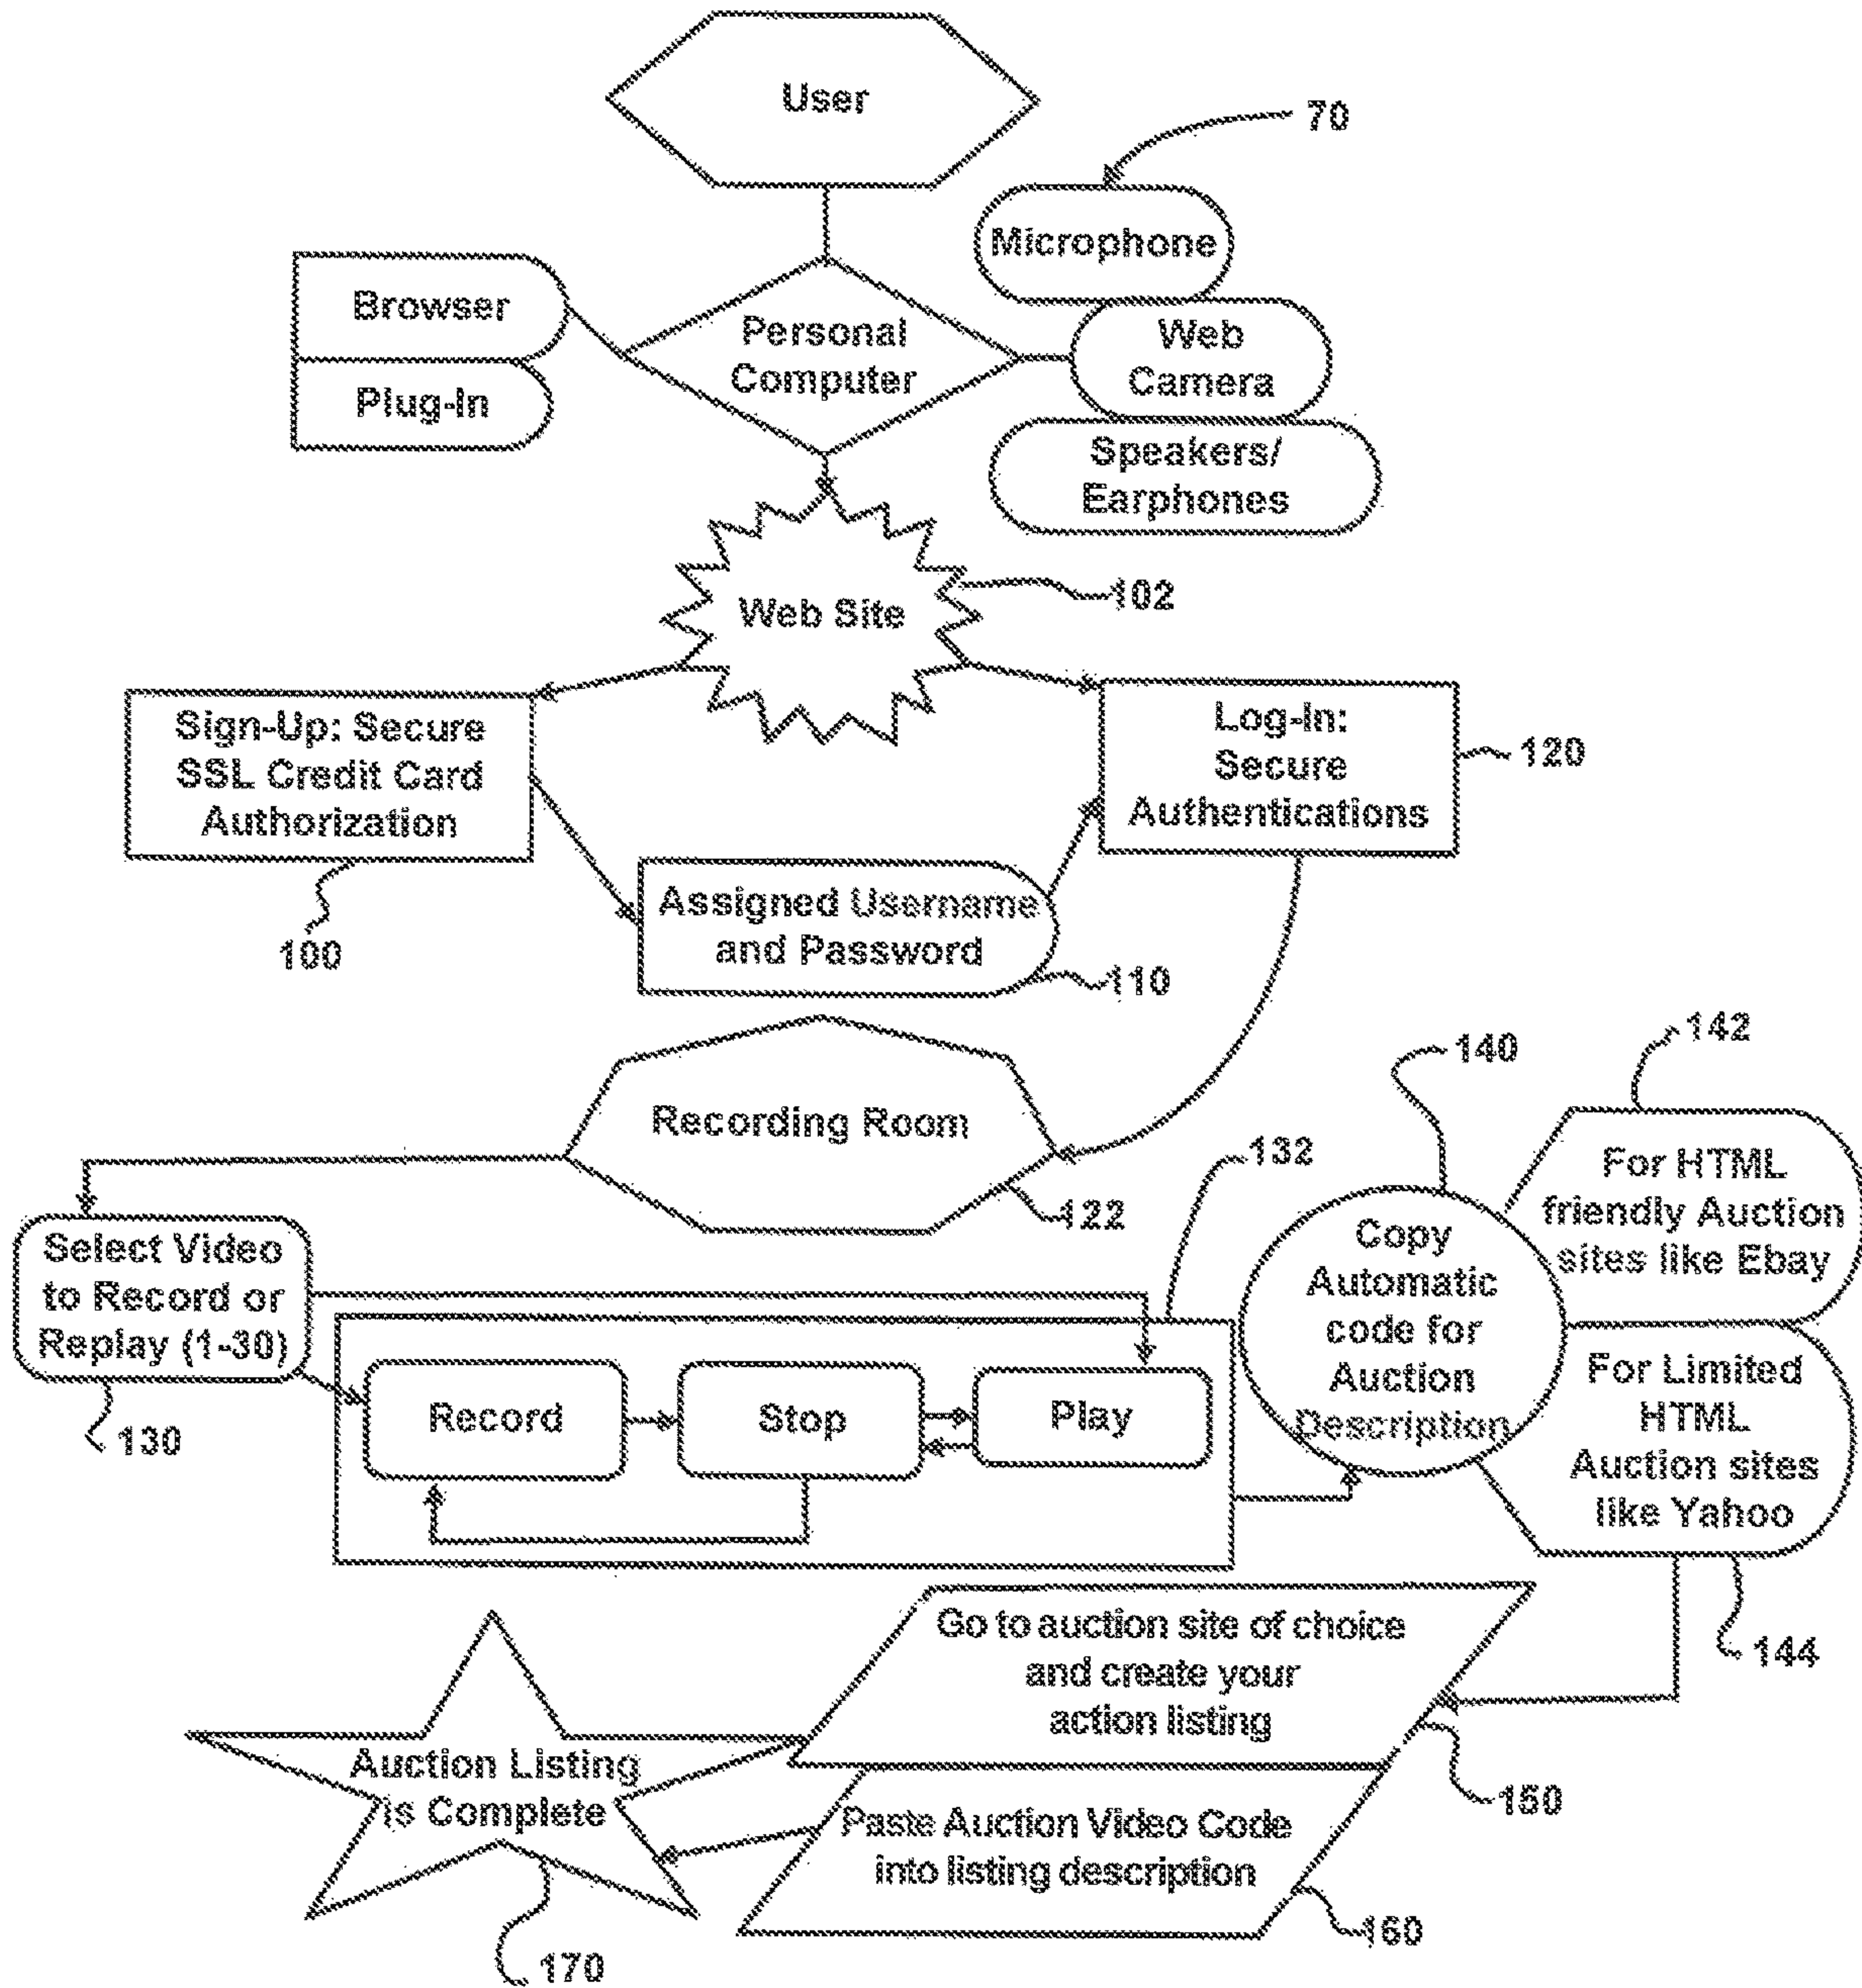 User
70
Microphone
Browser
Personal
Computer
Web
Camera
Plug-In
Speakers/
Earphones
Web Site
102
Sign-Up: Secure
SSL Credit Card
Authorization
100
Log-In:
Secure
Authentications
120
Assigned Username
and Password
110
Recording Room
122
132
140
142
Select Video
to Record or
Replay (1-30)
130
Record
Stop
Play
Copy
Automatic
code for
Auction
Description
For HTML
friendly Auction
sites like Ebay
For Limited
HTML
Auction sites
like Yahoo
144
Go to auction site of choice
and create your
action listing
150
Paste Auction Video Code
into listing description
160
Auction Listing
is Complete
170